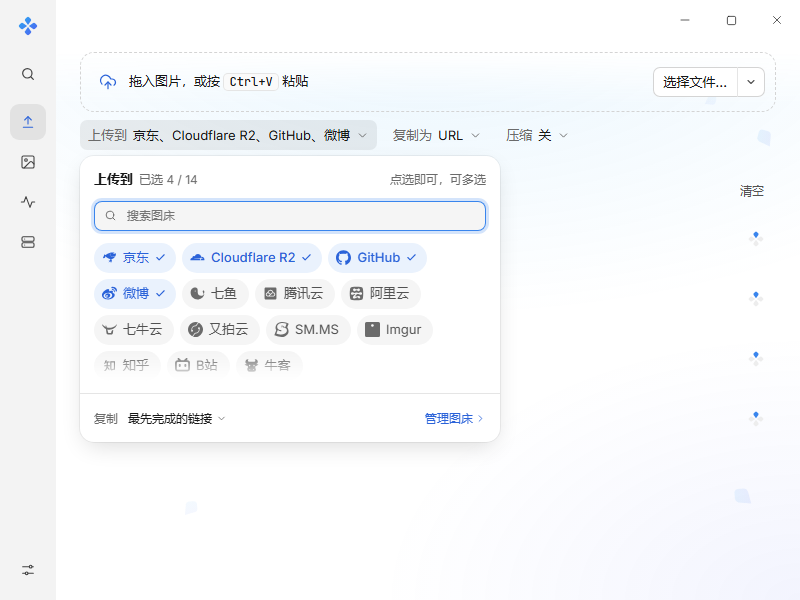 拖入图片，或按 Ctrl+V 粘贴
选择文件...
上传到 京东、Cloudflare R2、GitHub、微博
复制为 URL
压缩 关
上传到 已选 4 / 14
点选即可，可多选
清空
搜索图床
京东 Cloudflare R2 GitHub
微博 七鱼 腾讯云 阿里云
七牛云 又拍云 SM.MS Imgur
知 知乎 B站 牛客
复制 最先完成的链接
管理图床